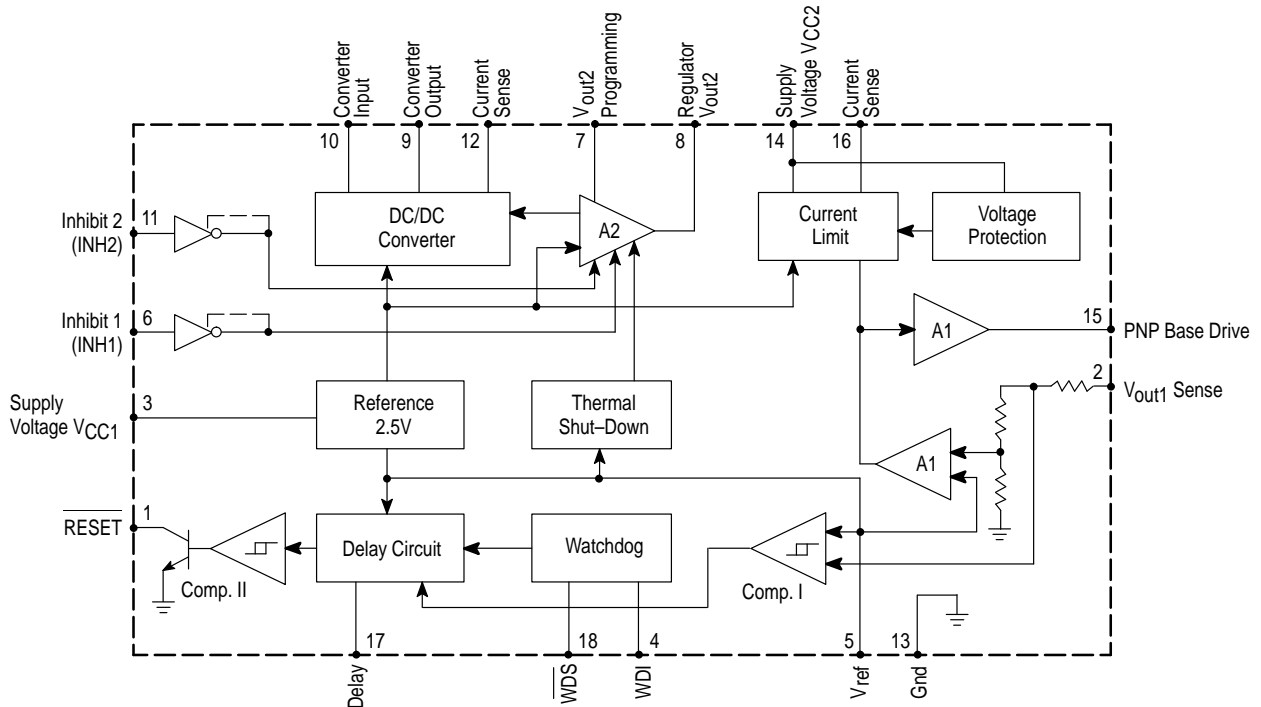 Converter
Input
Converter
Output
Current
Sense
Vout2
Programming
Regulator
Vout2
Supply
Voltage VCC2
Current
Sense
10
9
12
7
8
14
16
Inhibit 2
(INH2)
11
DC/DC
Converter
A2
Current
Limit
Voltage
Protection
Inhibit 1
(INH1)
6
A1
15
PNP Base Drive
2
Vout1 Sense
Supply
Voltage VCC1
3
Reference
2.5V
Thermal
Shut–Down
A1
RESET
1
Comp. II
Delay Circuit
Watchdog
Comp. I
17
18
4
5
13
Delay
WDS
WDI
Vref
Gnd